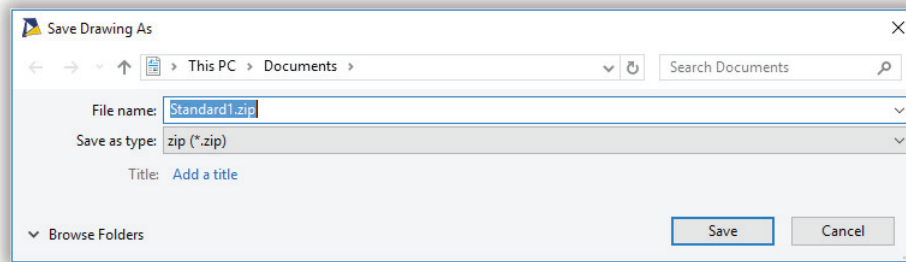 Save Drawing As
This PC > Documents >
Search Documents
File name: Standard1.zip
Save as type: zip (*.zip)
Title: Add a title
Browse Folders
Save
Cancel